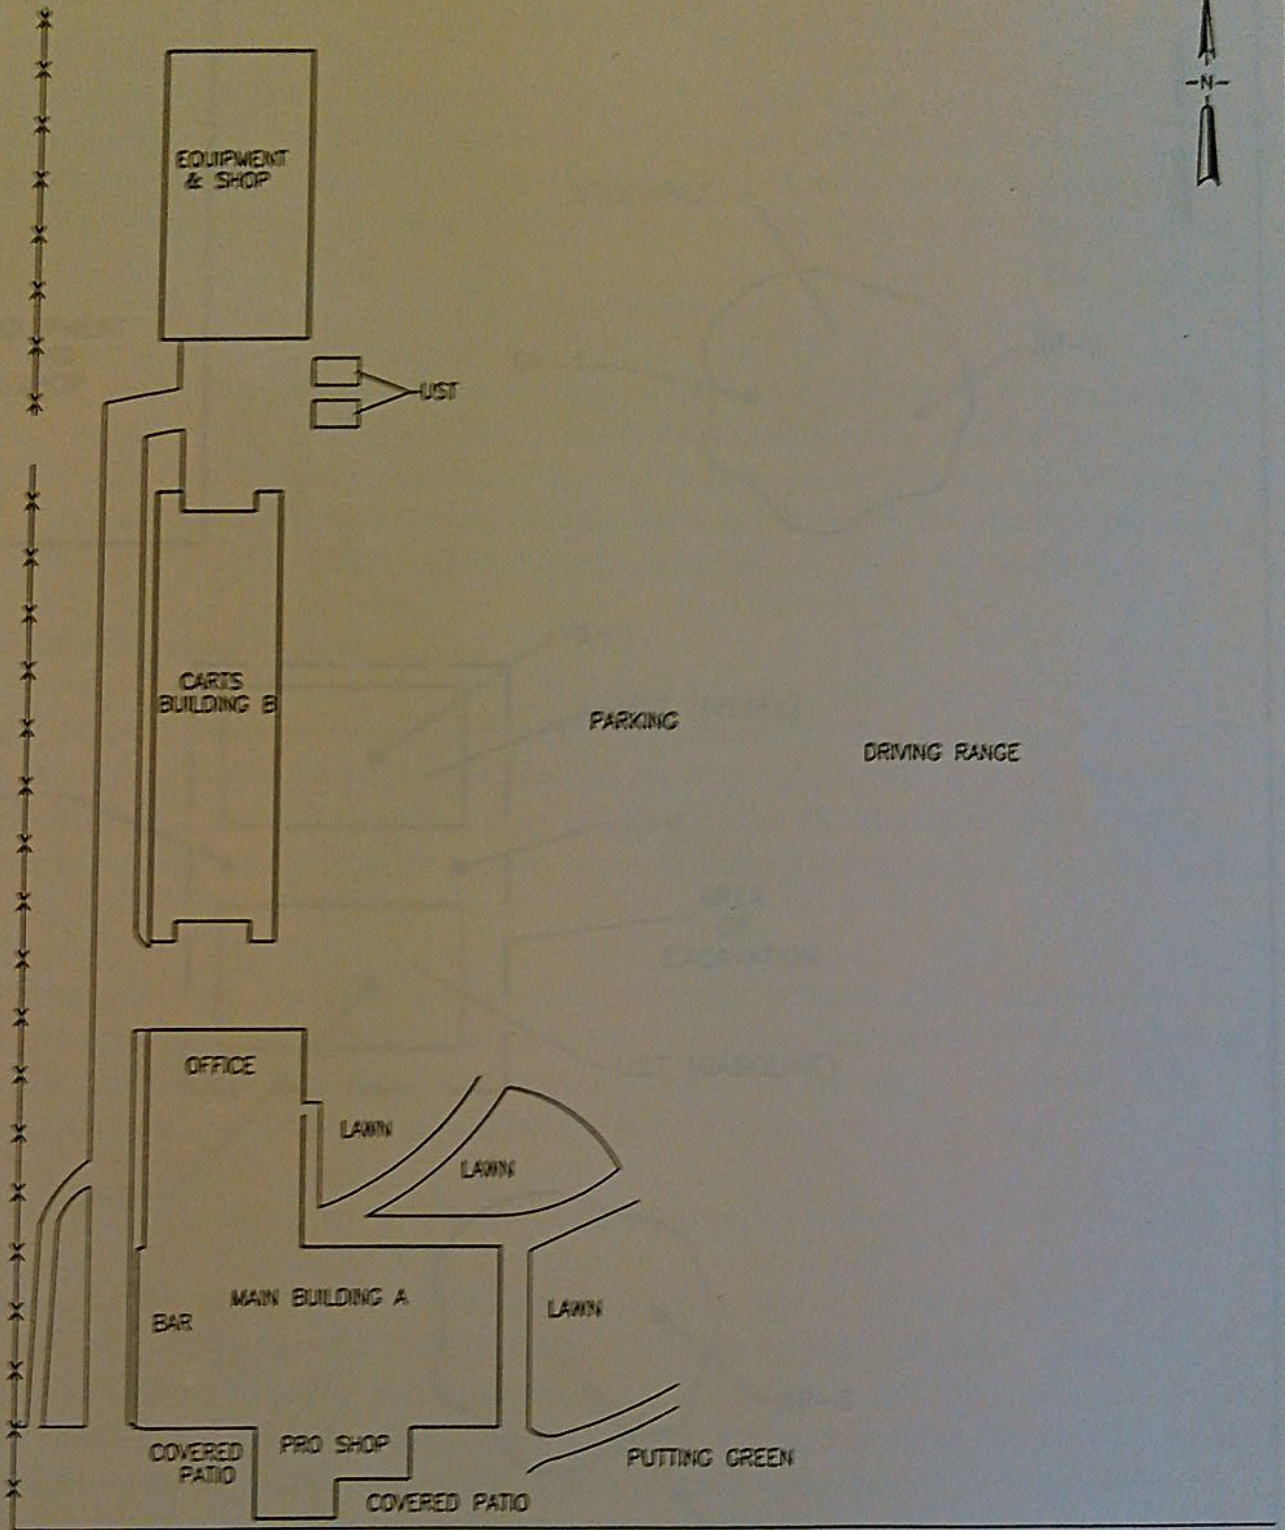 -N-
EQUIPMENT
& SHOP
UST
CARTS
BUILDING B
PARKING
DRIVING RANGE
OFFICE
LAWN
LAWN
MAIN BUILDING A
LAWN
BAR
PRO SHOP
COVERED
PATIO
PUTTING GREEN
COVERED PATIO